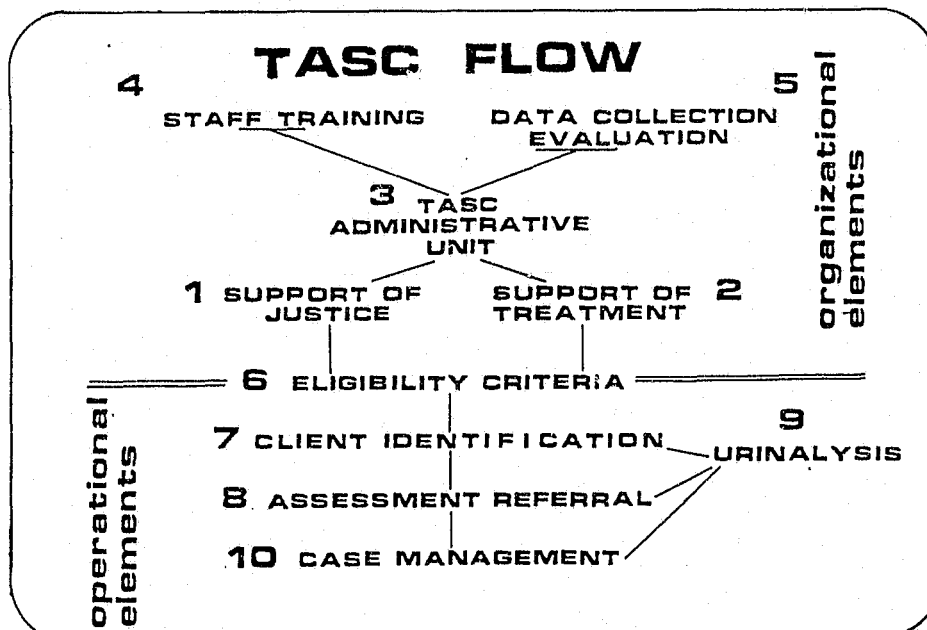 TASC FLOW
4
STAFF TRAINING
5
DATA COLLECTION
EVALUATION
3 TASC
ADMINISTRATIVE
UNIT
1 SUPPORT OF
JUSTICE
SUPPORT OF 2
TREATMENT
organizational
elements
6 ELIGIBILITY CRITERIA
7 CLIENT IDENTIFICATION
9
URINALYSIS
8 ASSESSMENT REFERRAL
10 CASE MANAGEMENT
operational
elements